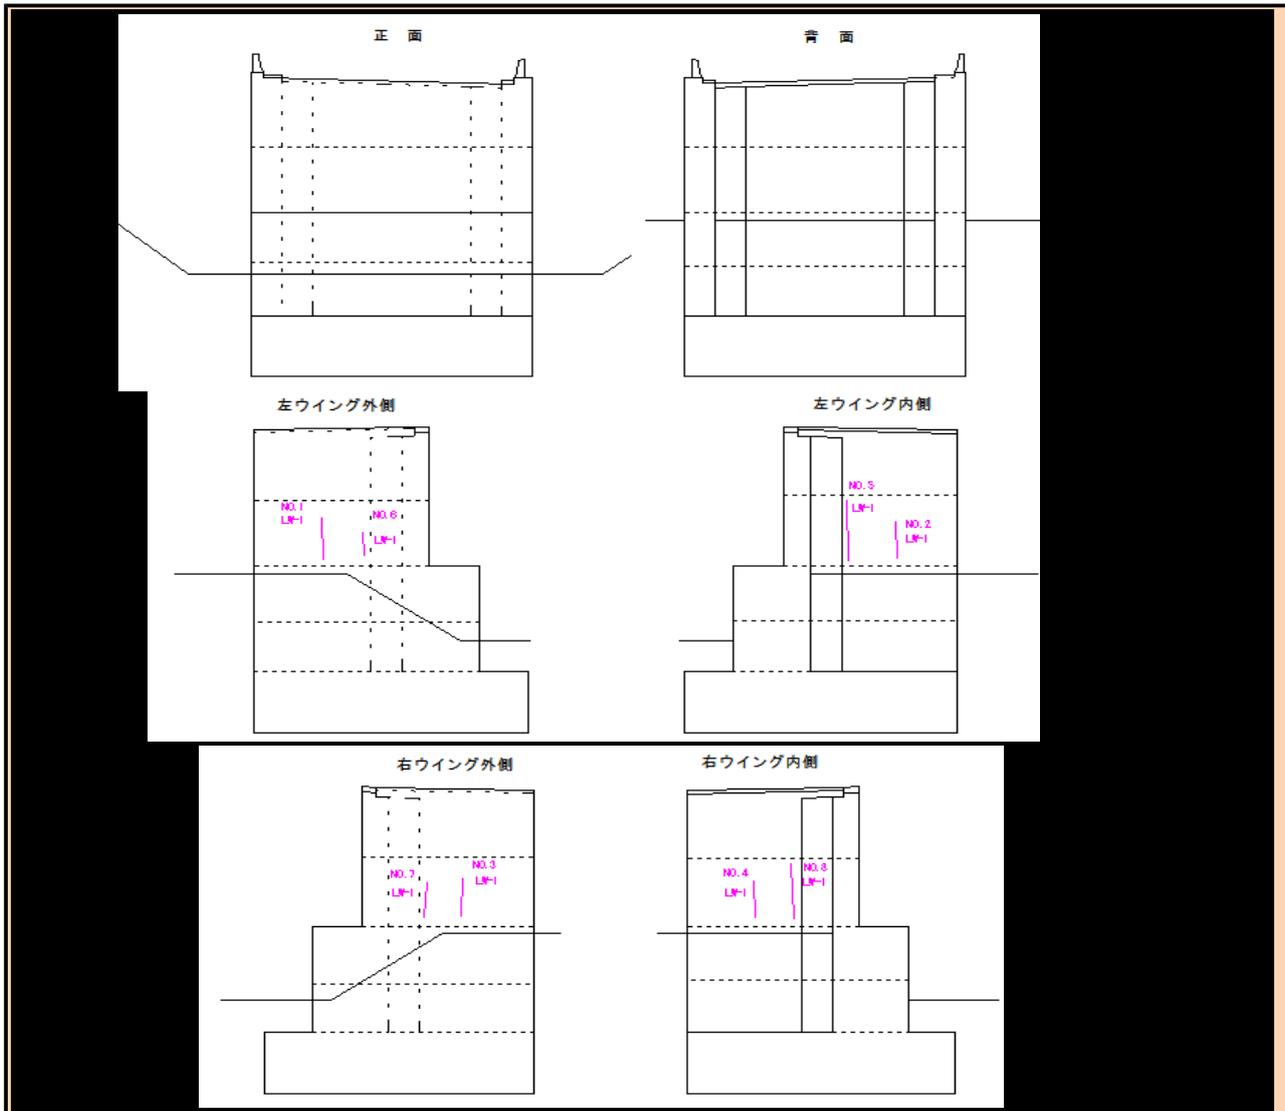 正 面
背 面
左ウイング外側
左ウイング内側
NO.1
LW-1
NO.6
LW-1
NO.5
LW-1
NO.2
LW-1
右ウイング外側
右ウイング内側
NO.7
LW-1
NO.3
LW-1
NO.4
LW-1
NO.8
LW-1